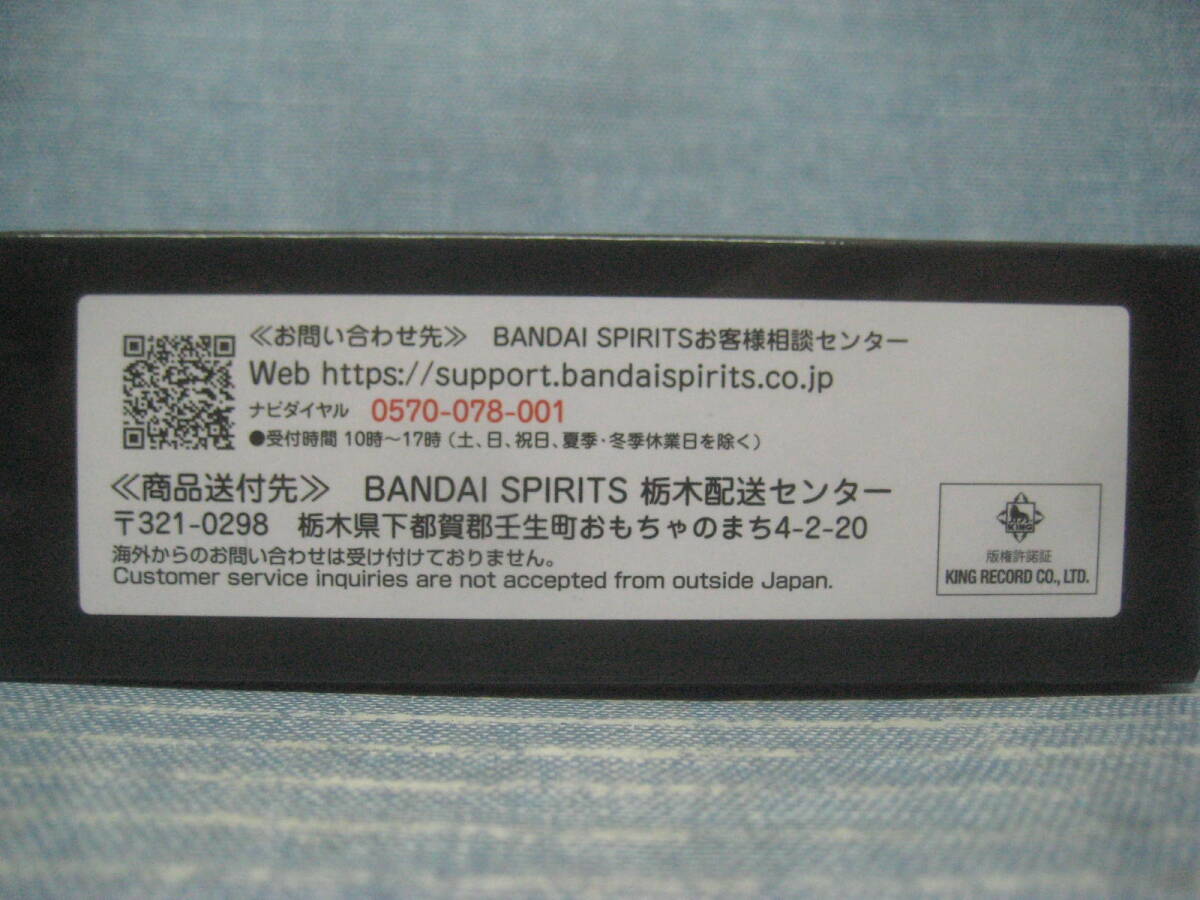 ≪お問い合わせ先≫ BANDAI SPIRITSお客様相談センター
Web https://support.bandaispirits.co.jp
ナビダイヤル 0570-078-001
●受付時間 10時～17時(土、日、祝日、夏季・冬季休業日を除く)
≪商品送付先≫ BANDAI SPIRITS 栃木配送センター
〒321-0298 栃木県下都賀郡壬生町おもちゃのまち4-2-20
海外からのお問い合わせは受け付けておりません。
Customer service inquiries are not accepted from outside Japan.
KING
版権許諾証
KING RECORD CO., LTD.